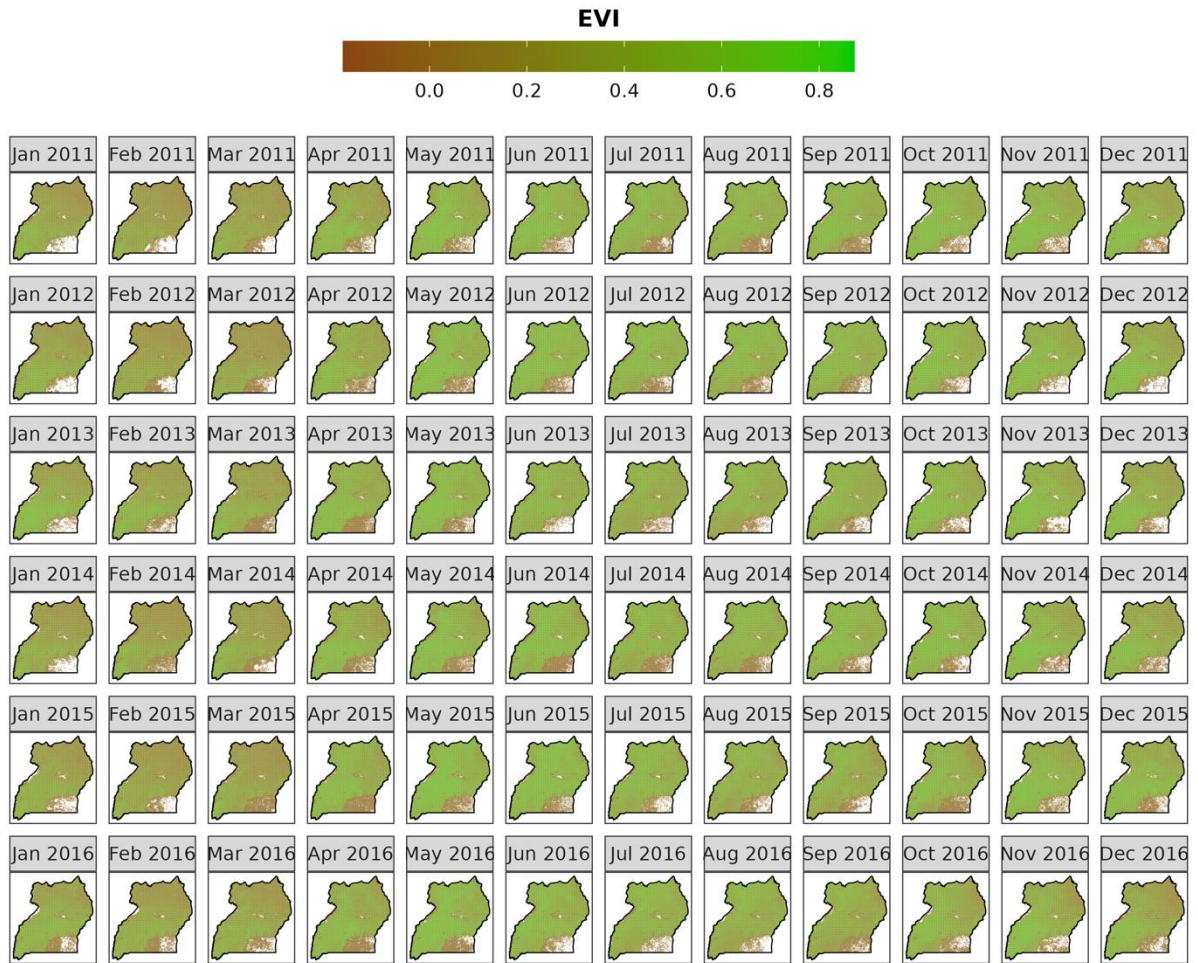 EVI
0.0 0.2 0.4 0.6 0.8
Jan 2011 Feb 2011 Mar 2011 Apr 2011 May 2011 Jun 2011 Jul 2011 Aug 2011 Sep 2011 Oct 2011 Nov 2011 Dec 2011
Jan 2012 Feb 2012 Mar 2012 Apr 2012 May 2012 Jun 2012 Jul 2012 Aug 2012 Sep 2012 Oct 2012 Nov 2012 Dec 2012
Jan 2013 Feb 2013 Mar 2013 Apr 2013 May 2013 Jun 2013 Jul 2013 Aug 2013 Sep 2013 Oct 2013 Nov 2013 Dec 2013
Jan 2014 Feb 2014 Mar 2014 Apr 2014 May 2014 Jun 2014 Jul 2014 Aug 2014 Sep 2014 Oct 2014 Nov 2014 Dec 2014
Jan 2015 Feb 2015 Mar 2015 Apr 2015 May 2015 Jun 2015 Jul 2015 Aug 2015 Sep 2015 Oct 2015 Nov 2015 Dec 2015
Jan 2016 Feb 2016 Mar 2016 Apr 2016 May 2016 Jun 2016 Jul 2016 Aug 2016 Sep 2016 Oct 2016 Nov 2016 Dec 2016